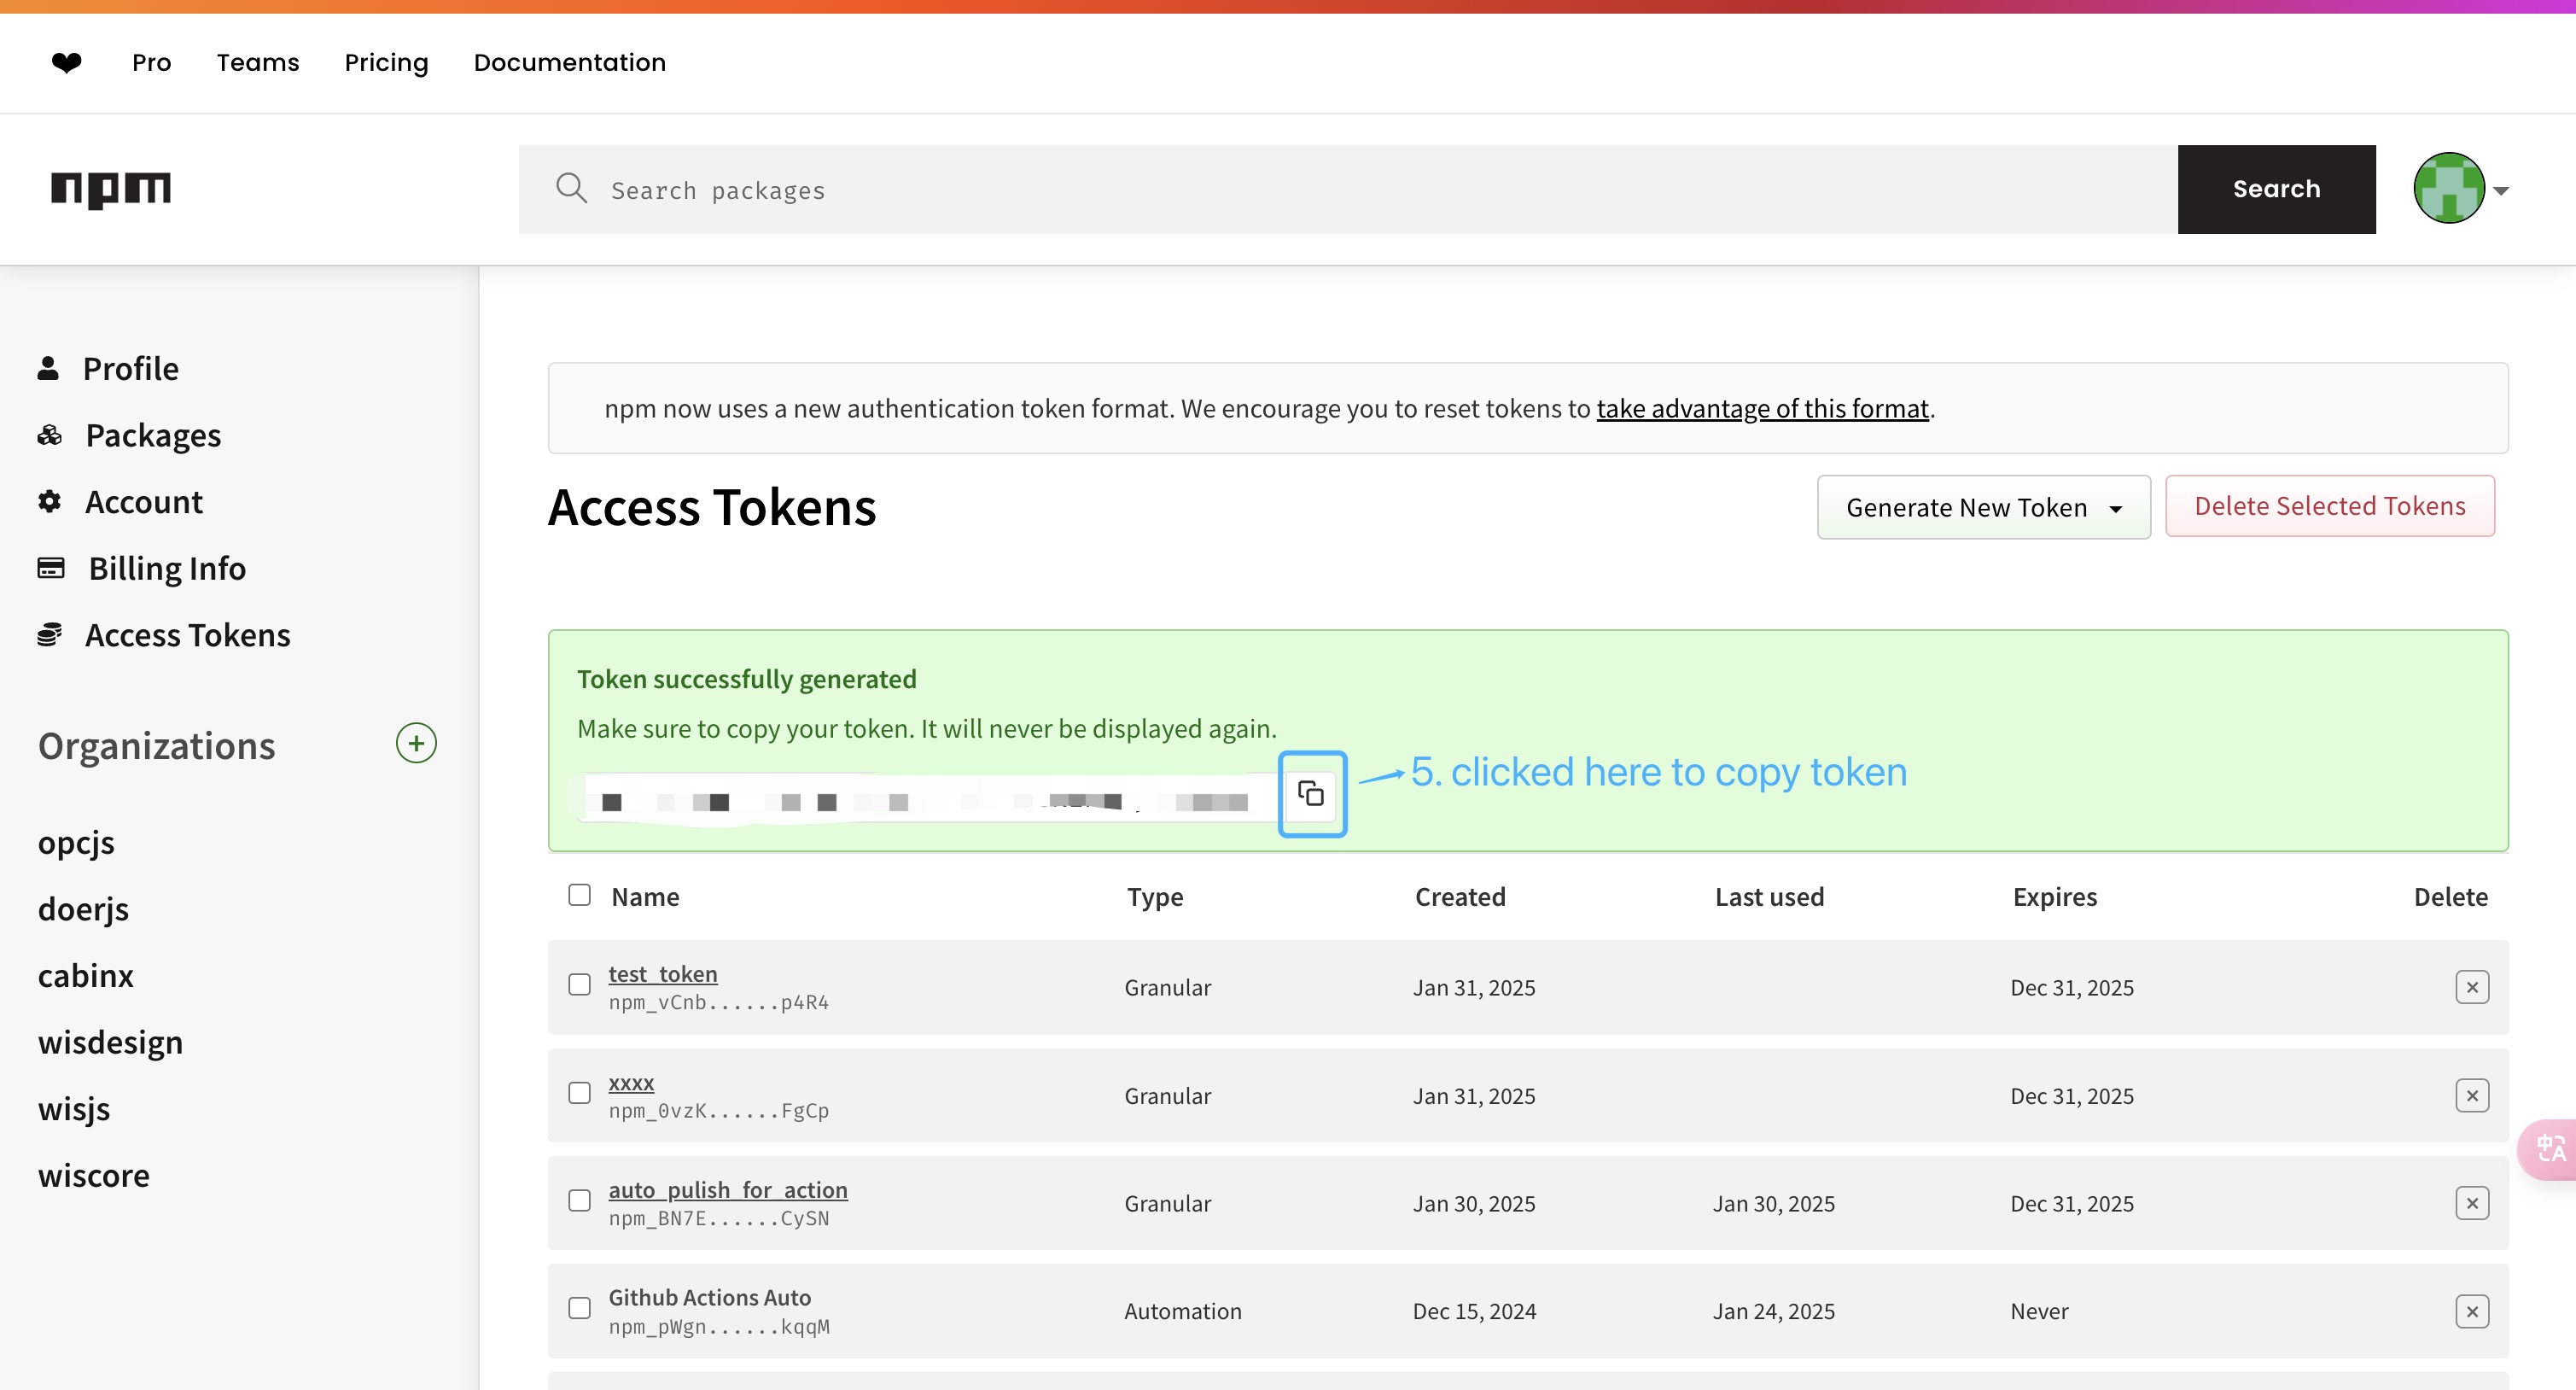 Pro Teams Pricing Documentation
npm
Search packages
Search
Profile
Packages
Account
Billing Info
Access Tokens
Organizations
opcjs
doerjs
cabinx
wisdesign
wisjs
wiscore
npm now uses a new authentication token format. We encourage you to reset tokens to take advantage of this format.
Access Tokens
Generate New Token
Delete Selected Tokens
Token successfully generated
Make sure to copy your token. It will never be displayed again.
5. clicked here to copy token
Name Type Created Last used Expires Delete
test_token
npm_vCnb......p4R4
Granular Jan 31, 2025 Dec 31, 2025
xxxx
npm_0vzK......FgCp
Granular Jan 31, 2025 Dec 31, 2025
auto_pulish_for_action
npm_BN7E......CySN
Granular Jan 30, 2025 Jan 30, 2025 Dec 31, 2025
Github Actions Auto
npm_pWgn......kqqM
Automation Dec 15, 2024 Jan 24, 2025 Never
中A